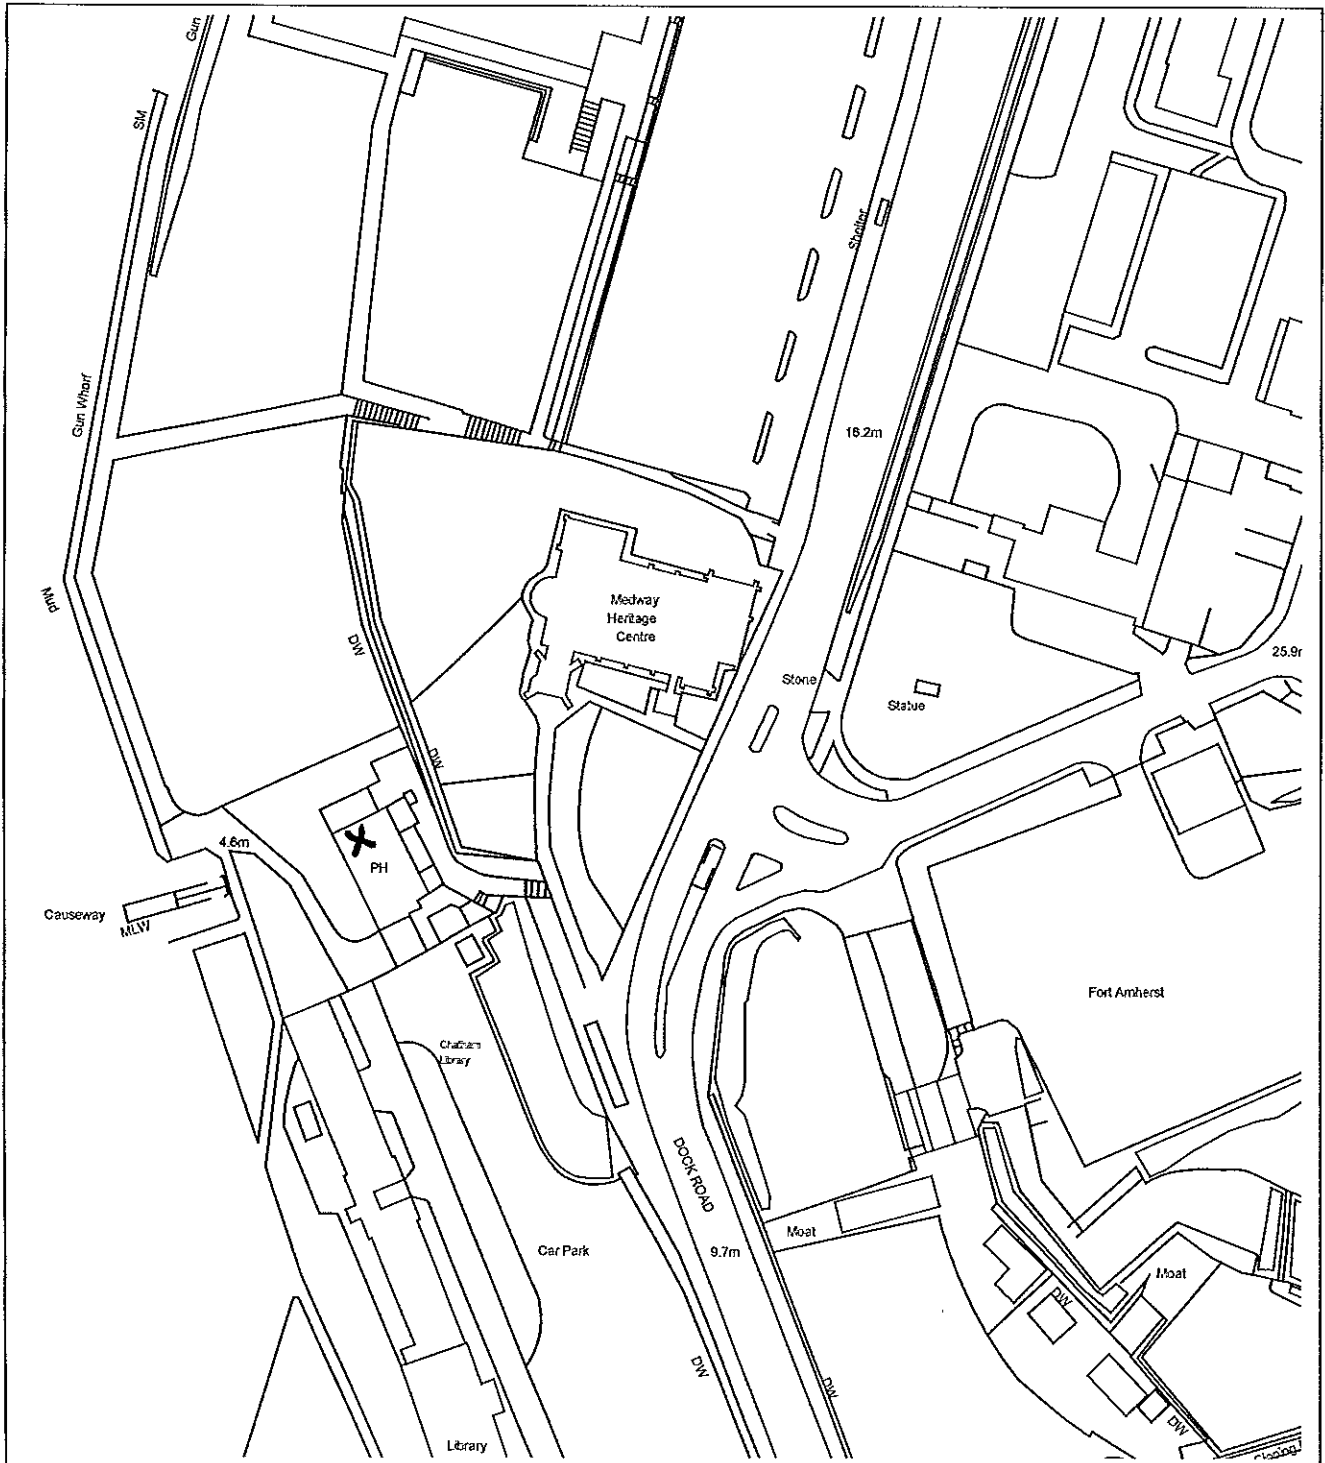 Gun
SM
Shelter
Gun Wharf
16.2m
Mud
Medway
Heritage
Centre
DW
25.9m
Stone
Statue
DW
4.6m
PH
Causeway
MLW
Fort Amherst
Chatham
Library
DOCK ROAD
Moat
Car Park
9.7m
Moat
DW
DW
DW
DW
Library